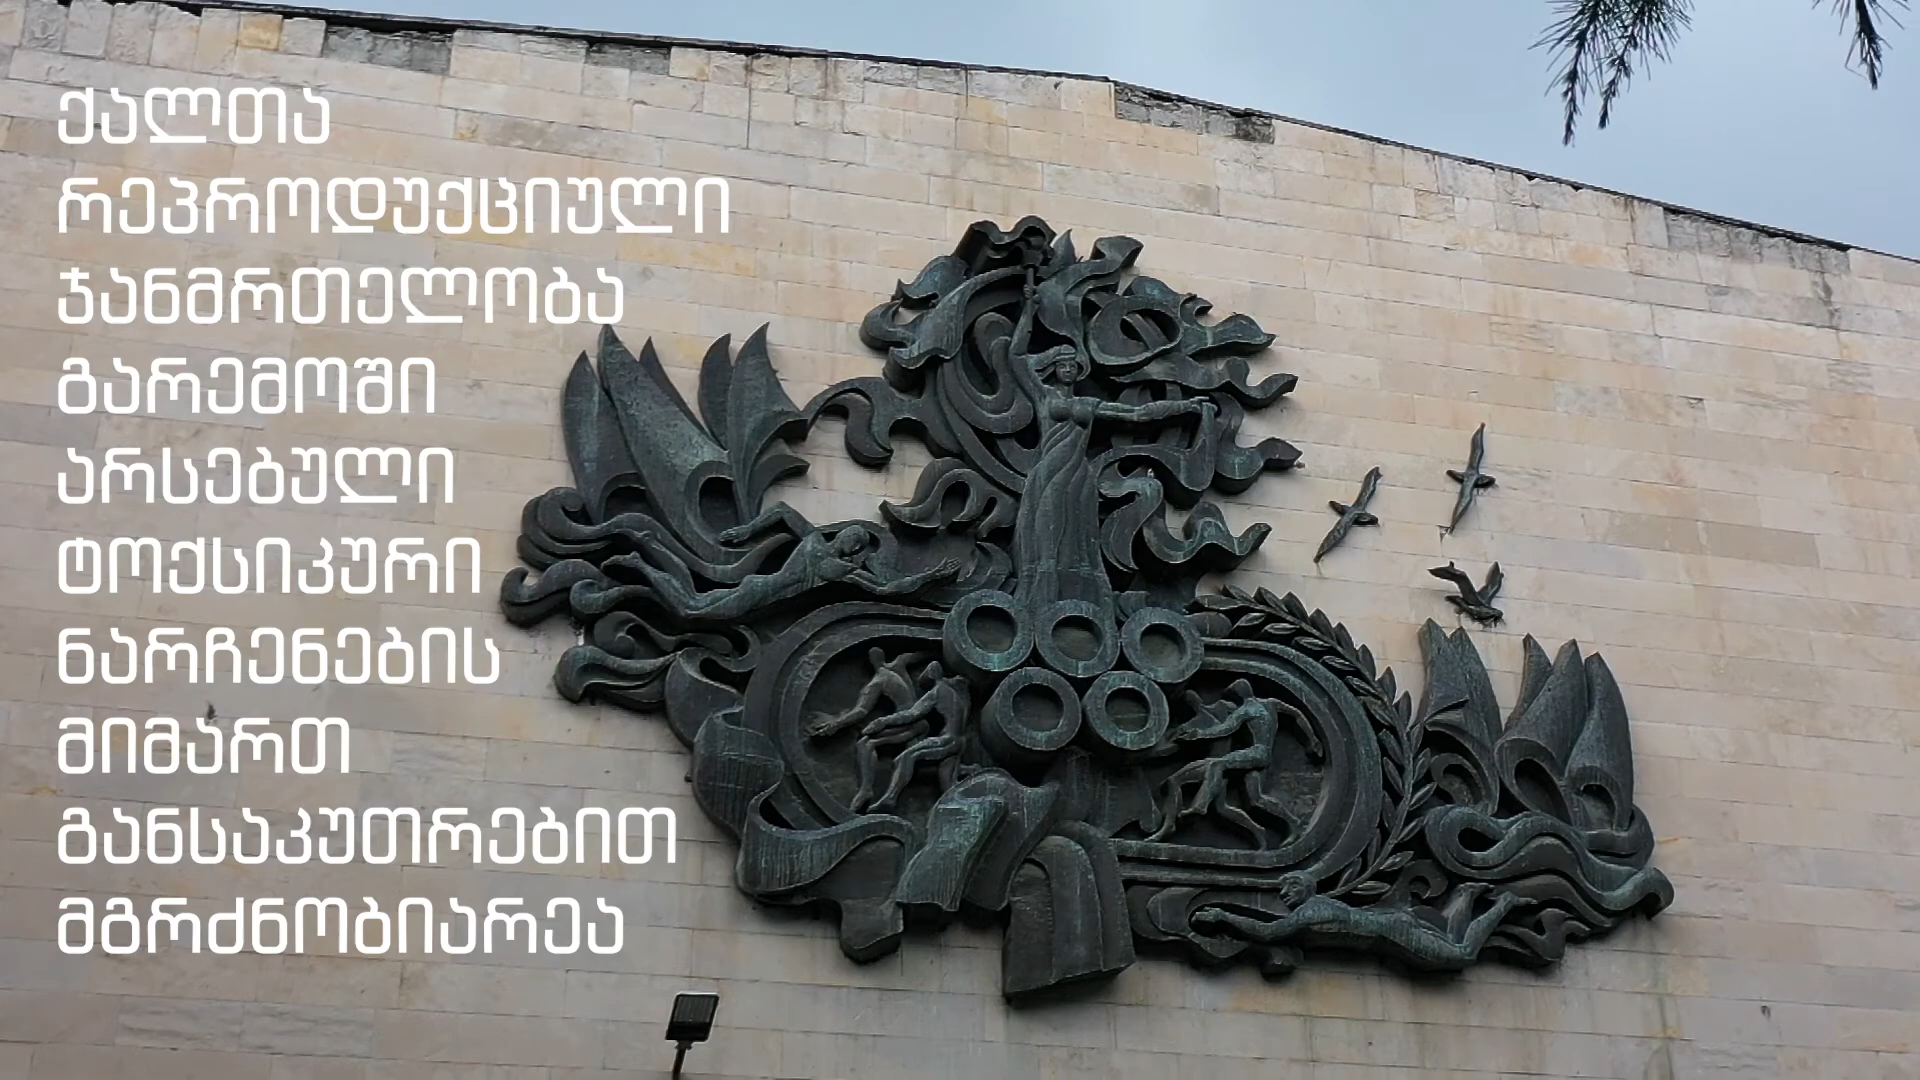 ქალთა
რეპროდუქციული
ჯანმრთელობა
გარემოში
არსებული
ტოქსიკური
ნარჩენების
მიმართ
განსაკუთრებით
მგრძნობიარეა